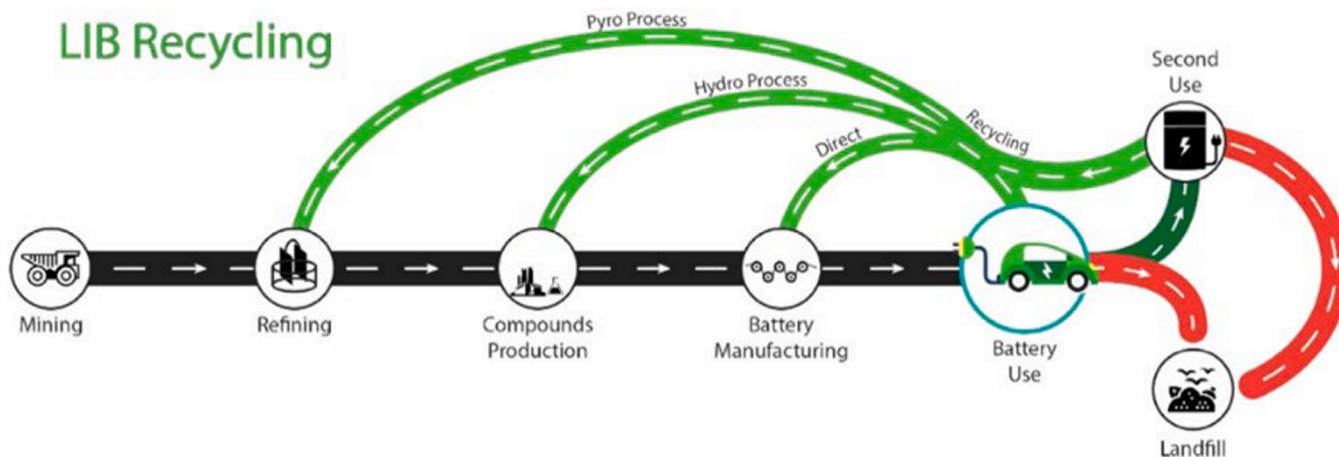 LIB Recycling
Pyro Process
Hydro Process
Direct
Recycling
Second
Use
Mining
Refining
Compounds
Production
Battery
Manufacturing
Battery
Use
Landfill